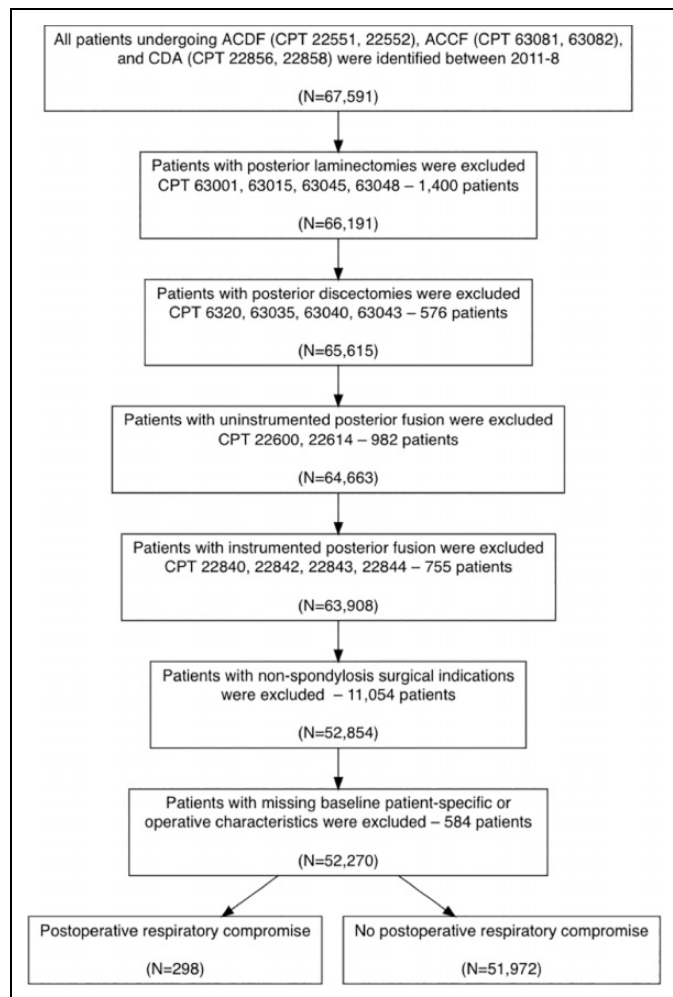 All patients undergoing ACDF (CPT 22551, 22552), ACCF (CPT 63081, 63082),
and CDA (CPT 22856, 22858) were identified between 2011-8
(N=67,591)
Patients with posterior laminectomies were excluded
CPT 63001, 63015, 63045, 63048 – 1,400 patients
(N=66,191)
Patients with posterior discectomies were excluded
CPT 6320, 63035, 63040, 63043 – 576 patients
(N=65,615)
Patients with uninstrumented posterior fusion were excluded
CPT 22600, 22614 – 982 patients
(N=64,663)
Patients with instrumented posterior fusion were excluded
CPT 22840, 22842, 22843, 22844 – 755 patients
(N=63,908)
Patients with non-spondylosis surgical indications
were excluded – 11,054 patients
(N=52,854)
Patients with missing baseline patient-specific or
operative characteristics were excluded – 584 patients
(N=52,270)
Postoperative respiratory compromise
(N=298)
No postoperative respiratory compromise
(N=51,972)